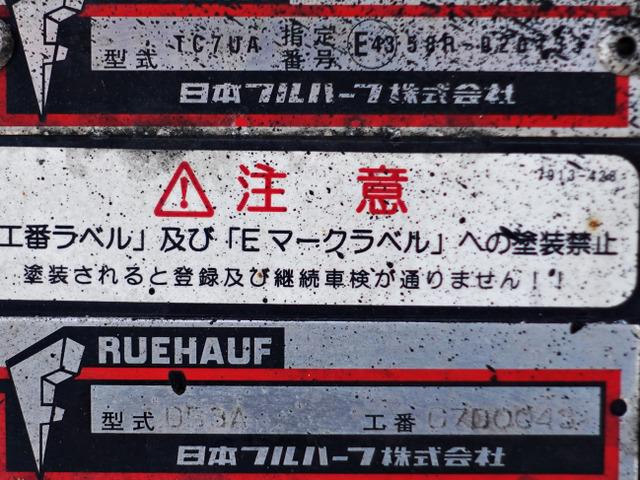 型式 TC7UA 指定番号 E43 58R-020153
日本フルハーフ株式会社
⚠ 注意
工番ラベル」及び「Eマークラベル」への塗装禁止
塗装されると登録及び継続車検が通りません!!
RUEHAUF
型式 D53A 工番
日本フルハーフ株式会社